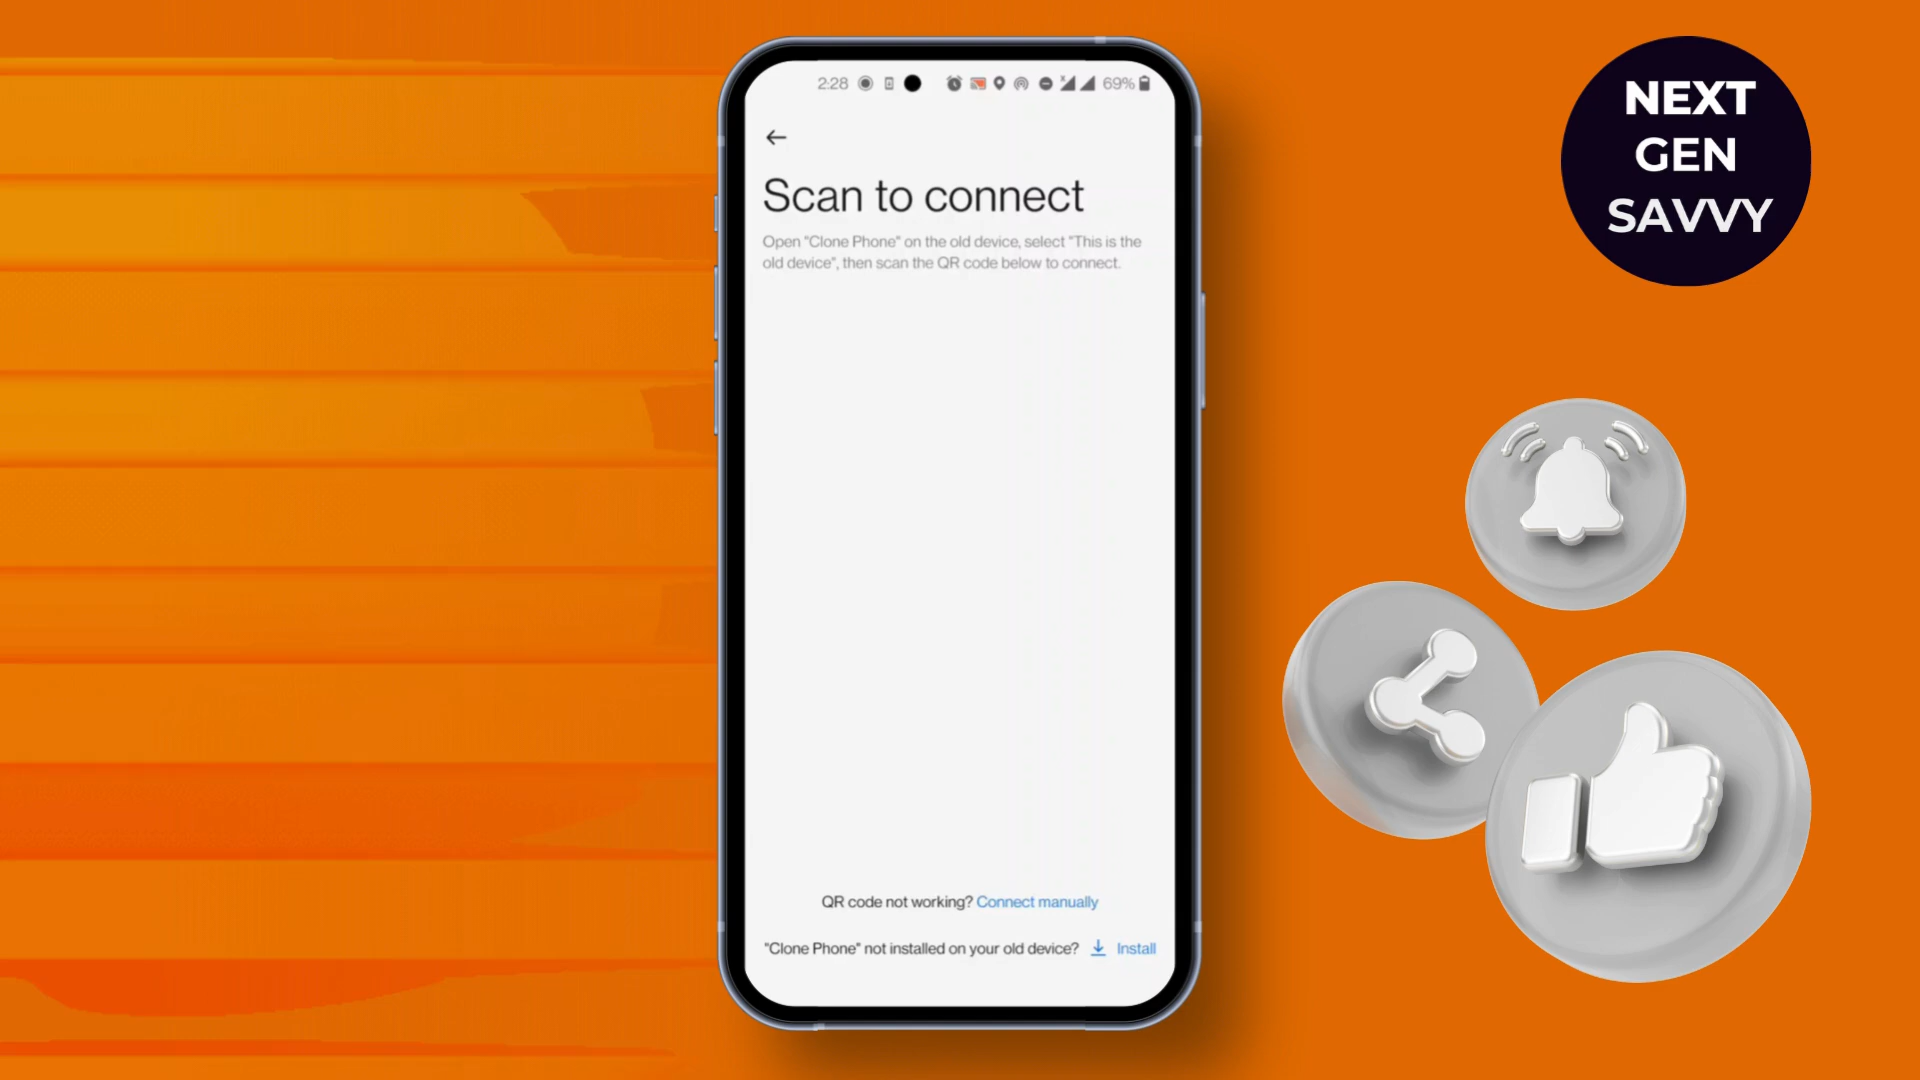 2:28
69%
Scan to connect
Open "Clone Phone" on the old device, select "This is the
old device", then scan the QR code below to connect.
QR code not working? Connect manually
"Clone Phone" not installed on your old device? Install
NEXT
GEN
SAVVY